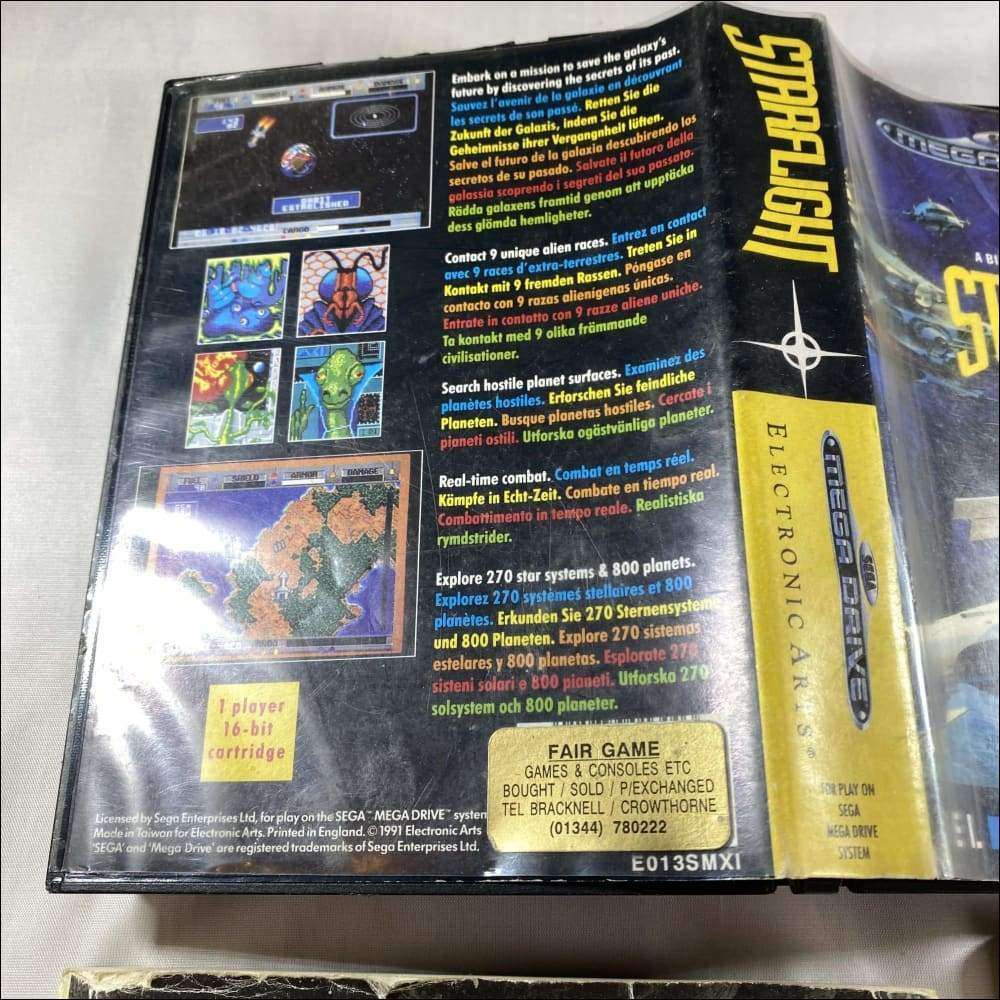 Embark on a mission to save the galaxy's
future by discovering the secrets of its past.
Sauvez l'avenir de la galaxie en découvrant
les secrets de son passé. Retten Sie die
Zukunft der Galaxis, indem Sie die
Geheimnisse ihrer Vergangnheit lüften.
Salve el futuro de la galaxia descubriendo los
secretos de su pasado. Salvate il futoro della
galassia scoprendo i segreti del suo passato.
Rädda galaxens framtid genom att upptäcka
dess glömda hemligheter.
Contact 9 unique alien races. Entrez en contact
avec 9 races d'extra-terrestres. Treten Sie in
Kontakt mit 9 fremden Rassen. Póngase en
contacto con 9 razas alienígenas únicas.
Entrate in contatto con 9 razze aliene uniche.
Ta kontakt med 9 olika främmande
civilisationer.
Search hostile planet surfaces. Examinez des
planètes hostiles. Erforschen Sie feindliche
Planeten. Busque planetas hostiles. Cercate i
pianeti ostili. Utforska ogästvänliga planeter.
Real-time combat. Combat en temps réel.
Kämpfe in Echt-Zeit. Combate en tiempo real.
Combattimento in tempo reale. Realistiska
rymdstrider.
Explore 270 star systems & 800 planets.
Explorez 270 systèmes stellaires et 800
planètes. Erkunden Sie 270 Sternensysteme
und 800 Planeten. Explore 270 sistemas
estelares y 800 planetas. Esplorate 270
sisteni solari e 800 pianeti. Utforska 270
solsystem och 800 planeter.
ORBIT
ESTABLISHED
CARGO
SHIELD ARMOR DAMAGE
1 player
16-bit
cartridge
Licensed by Sega Enterprises Ltd, for play on the SEGA™ MEGA DRIVE™ system
Made in Taiwan for Electronic Arts. Printed in England. © 1991 Electronic Arts
'SEGA' and 'Mega Drive' are registered trademarks of Sega Enterprises Ltd.
FAIR GAME
GAMES & CONSOLES ETC
BOUGHT / SOLD / P/EXCHANGED
TEL BRACKNELL / CROWTHORNE
(01344) 780222
E013SMXI
STARFLIGHT
ELECTRONIC ARTS®
SEGA
MEGA DRIVE
FOR PLAY ON
SEGA
MEGA DRIVE
SYSTEM
MEGA
A BI
ST
EL